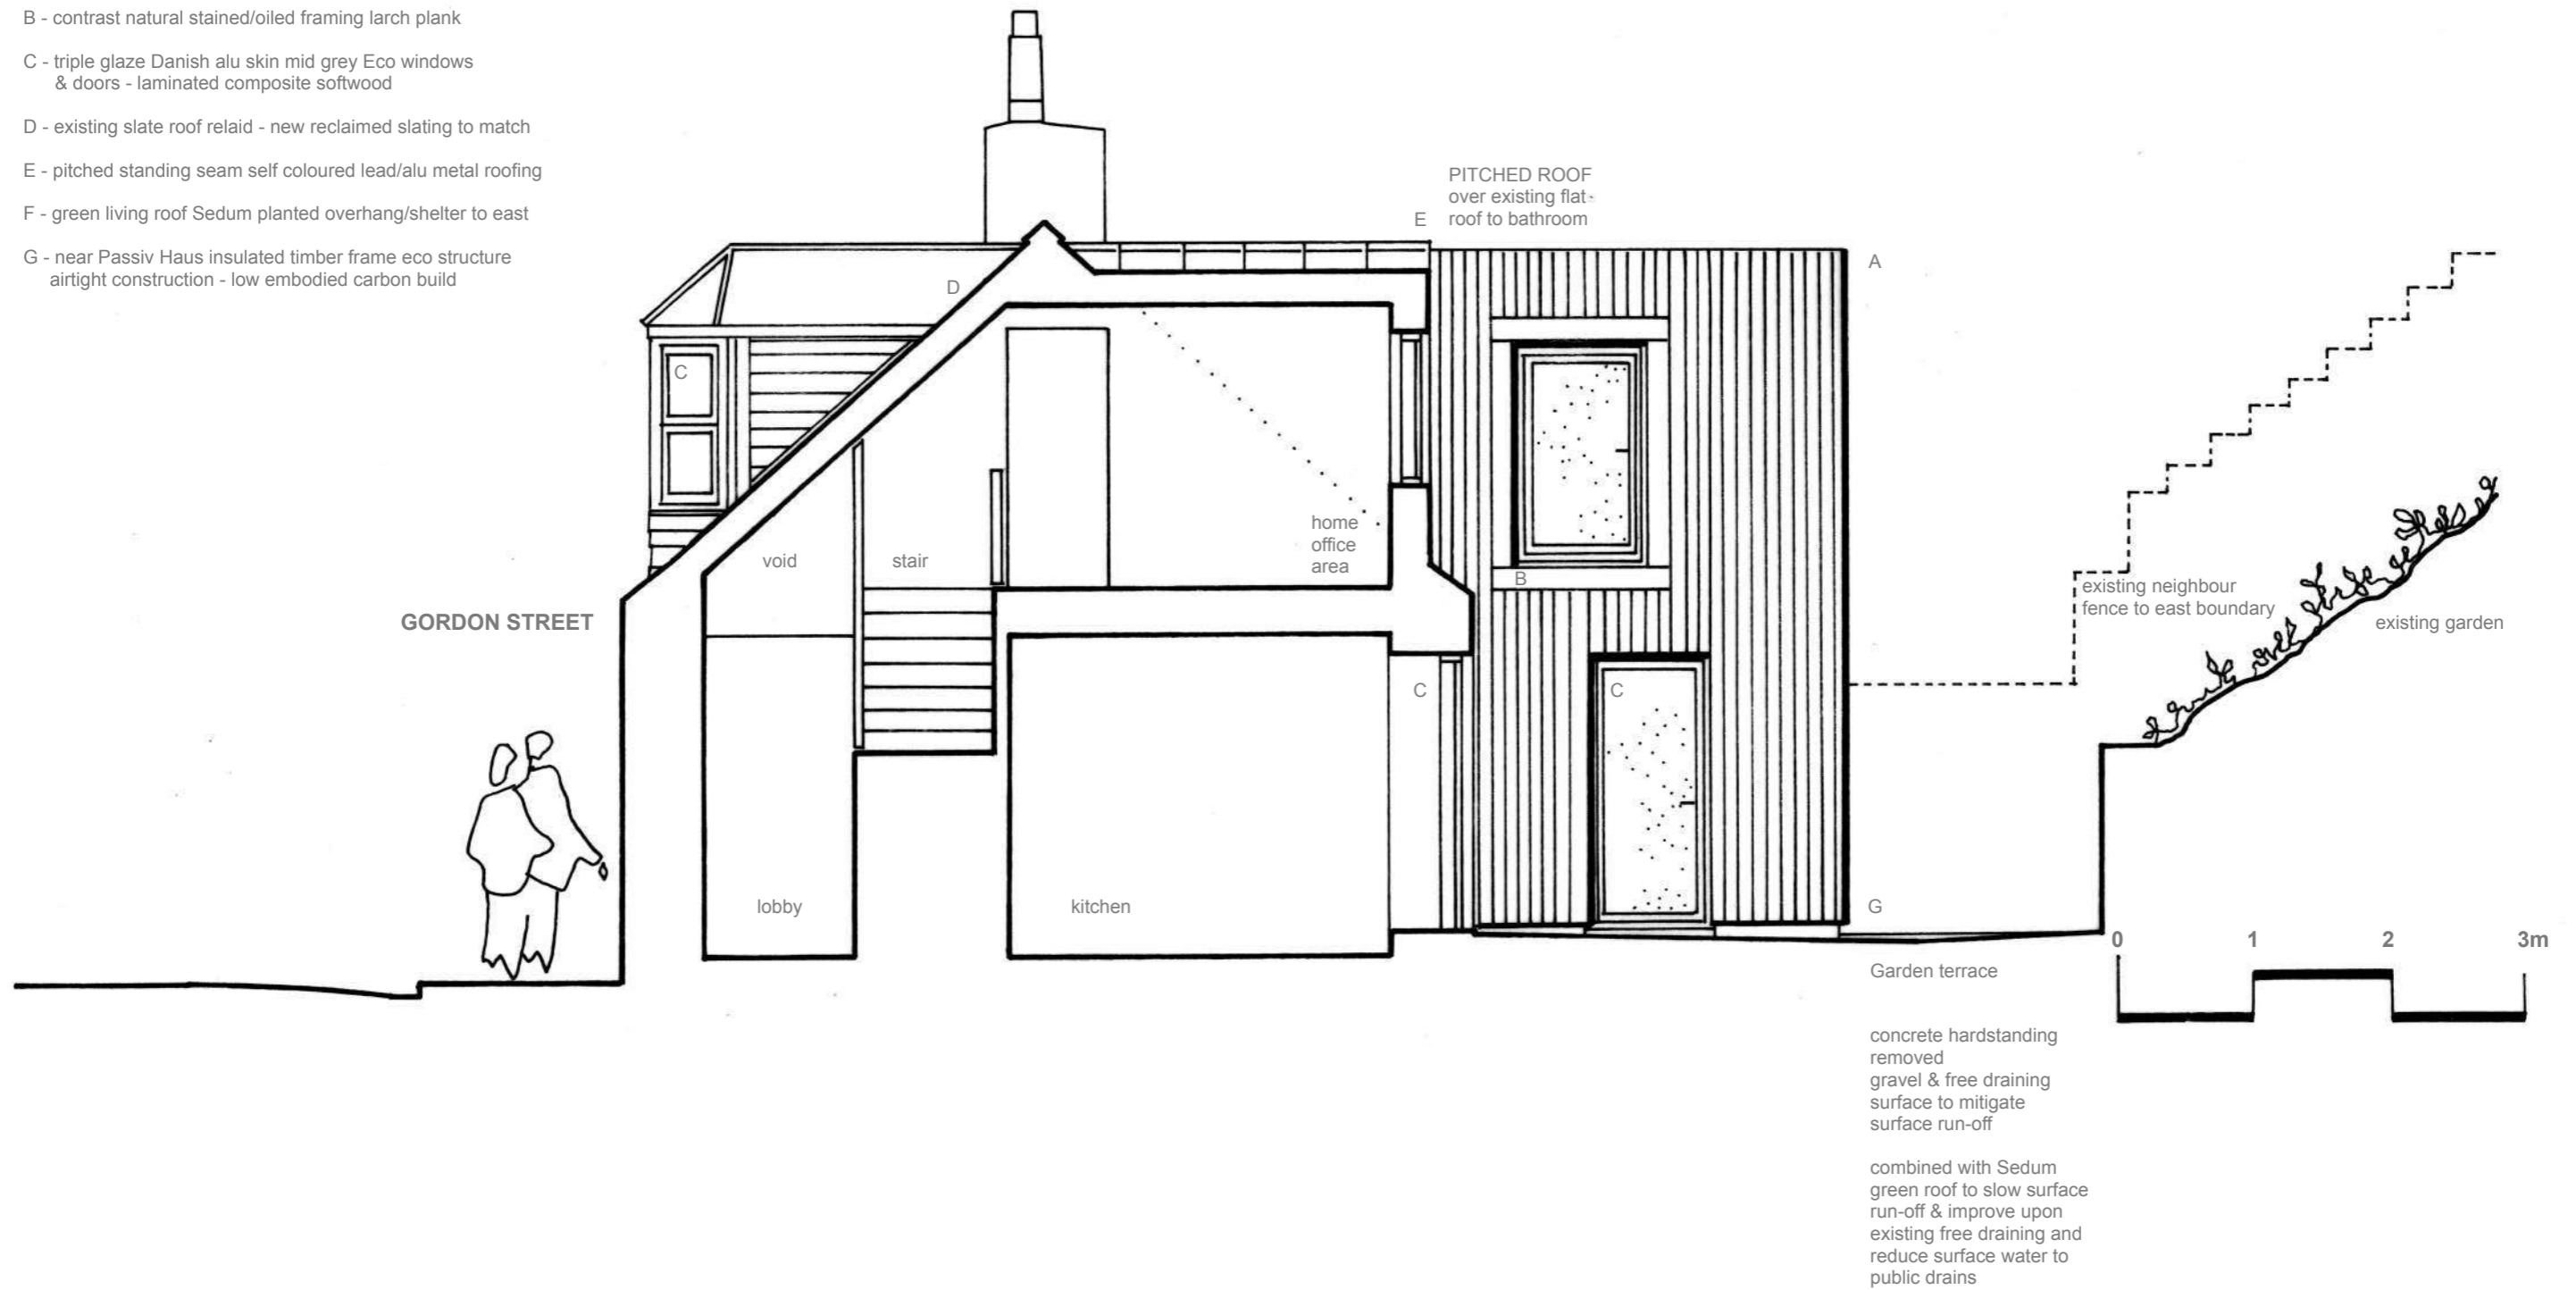 B - contrast natural stained/oiled framing larch plank
C - triple glaze Danish alu skin mid grey Eco windows
& doors - laminated composite softwood
D - existing slate roof relaid - new reclaimed slating to match
E - pitched standing seam self coloured lead/alu metal roofing
F - green living roof Sedum planted overhang/shelter to east
G - near Passiv Haus insulated timber frame eco structure
airtight construction - low embodied carbon build
PITCHED ROOF
over existing flat
E roof to bathroom
A
D
C
home
office
area
void
stair
B
existing neighbour
fence to east boundary
existing garden
GORDON STREET
C
C
lobby
kitchen
G
0 1 2 3m
Garden terrace
concrete hardstanding
removed
gravel & free draining
surface to mitigate
surface run-off
combined with Sedum
green roof to slow surface
run-off & improve upon
existing free draining and
reduce surface water to
public drains